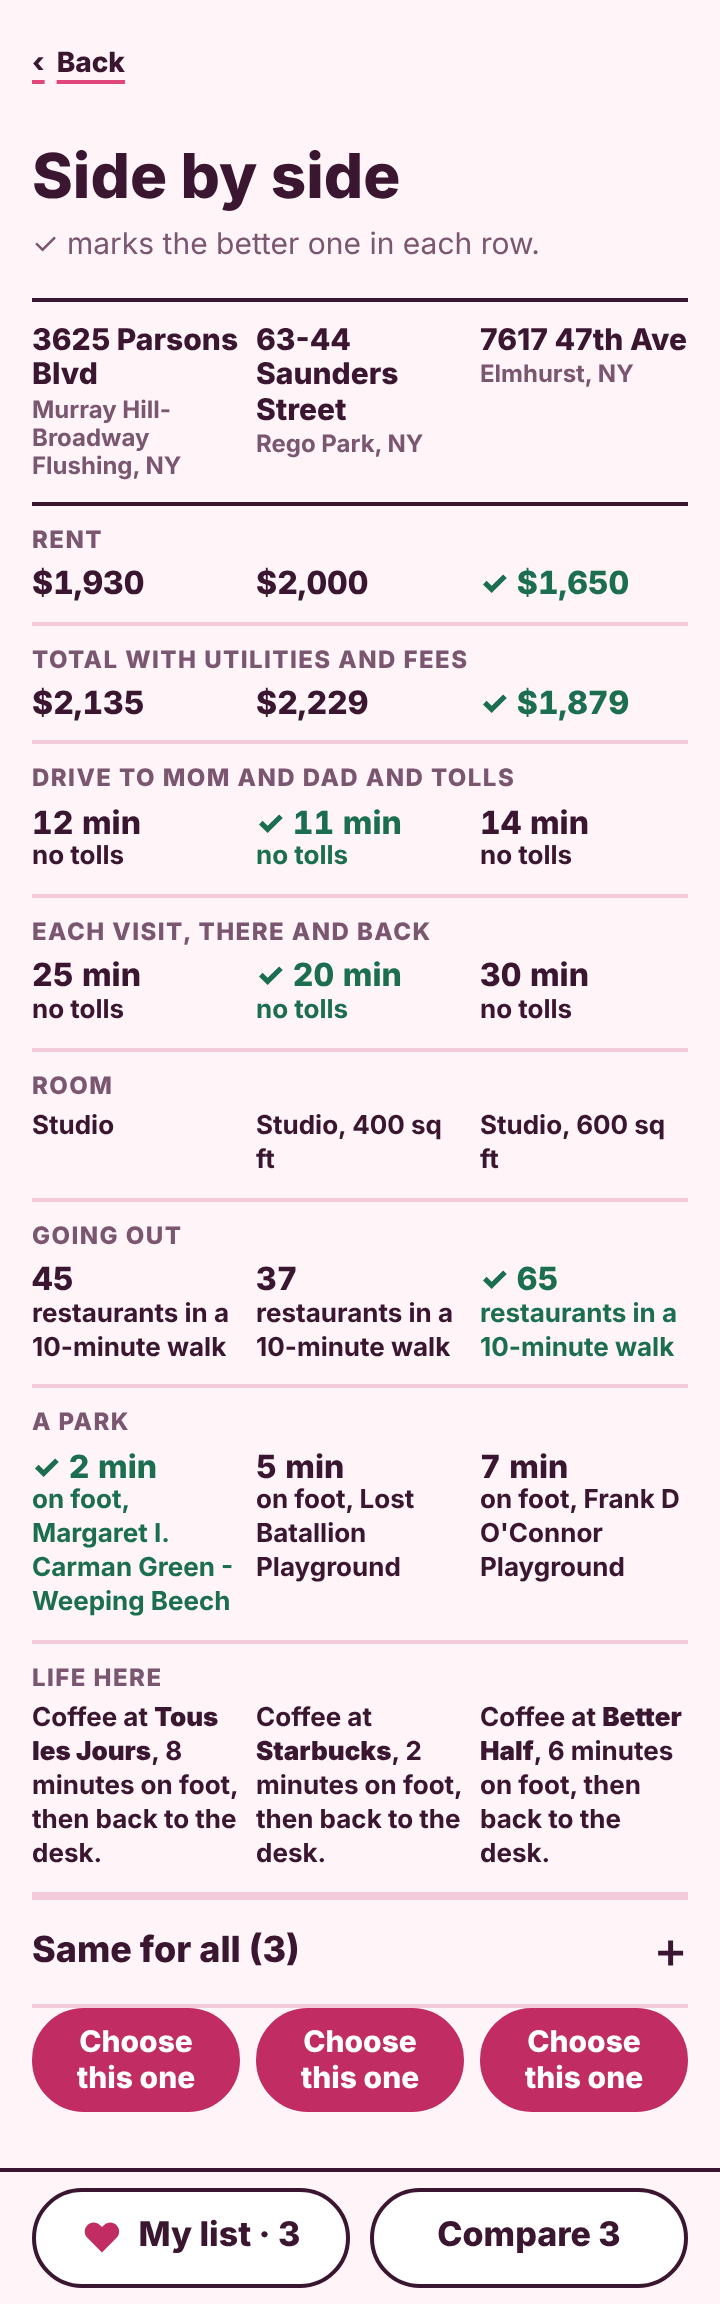 ‹ Back
Side by side
✓ marks the better one in each row.
3625 Parsons Blvd
Murray Hill-Broadway Flushing, NY
63-44 Saunders Street
Rego Park, NY
7617 47th Ave
Elmhurst, NY
RENT
$1,930 $2,000 ✓ $1,650
TOTAL WITH UTILITIES AND FEES
$2,135 $2,229 ✓ $1,879
DRIVE TO MOM AND DAD AND TOLLS
12 min ✓ 11 min 14 min
no tolls no tolls no tolls
EACH VISIT, THERE AND BACK
25 min ✓ 20 min 30 min
no tolls no tolls no tolls
ROOM
Studio
Studio, 400 sq ft
Studio, 600 sq ft
GOING OUT
45
restaurants in a
10-minute walk
37
restaurants in a
10-minute walk
✓ 65
restaurants in a
10-minute walk
A PARK
✓ 2 min
on foot,
Margaret I.
Carman Green -
Weeping Beech
5 min
on foot, Lost
Batallion
Playground
7 min
on foot, Frank D
O'Connor
Playground
LIFE HERE
Coffee at Tous
les Jours, 8
minutes on foot,
then back to the
desk.
Coffee at
Starbucks, 2
minutes on foot,
then back to the
desk.
Coffee at Better
Half, 6 minutes
on foot, then
back to the
desk.
Same for all (3) +
Choose this one
Choose this one
Choose this one
My list · 3
Compare 3